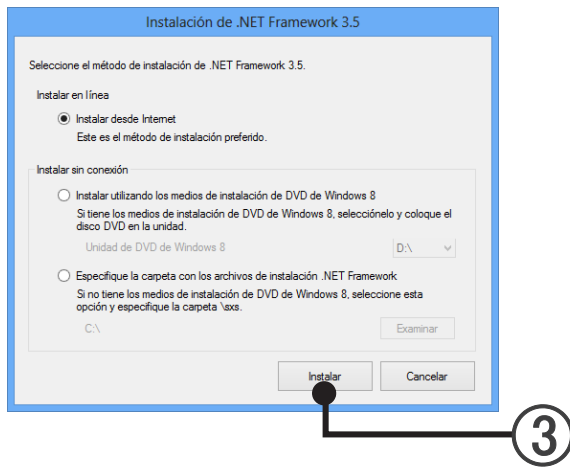 Instalación de .NET Framework 3.5
Seleccione el método de instalación de .NET Framework 3.5.
Instalar en línea
Instalar desde Internet
Este es el método de instalación preferido.
Instalar sin conexión
Instalar utilizando los medios de instalación de DVD de Windows 8
Si tiene los medios de instalación de DVD de Windows 8, selecciónelo y coloque el
disco DVD en la unidad.
Unidad de DVD de Windows 8 D:\
Especifique la carpeta con los archivos de instalación .NET Framework
Si no tiene los medios de instalación de DVD de Windows 8, seleccione esta
opción y especifique la carpeta \sxs.
C:\ Examinar
Instalar Cancelar
3